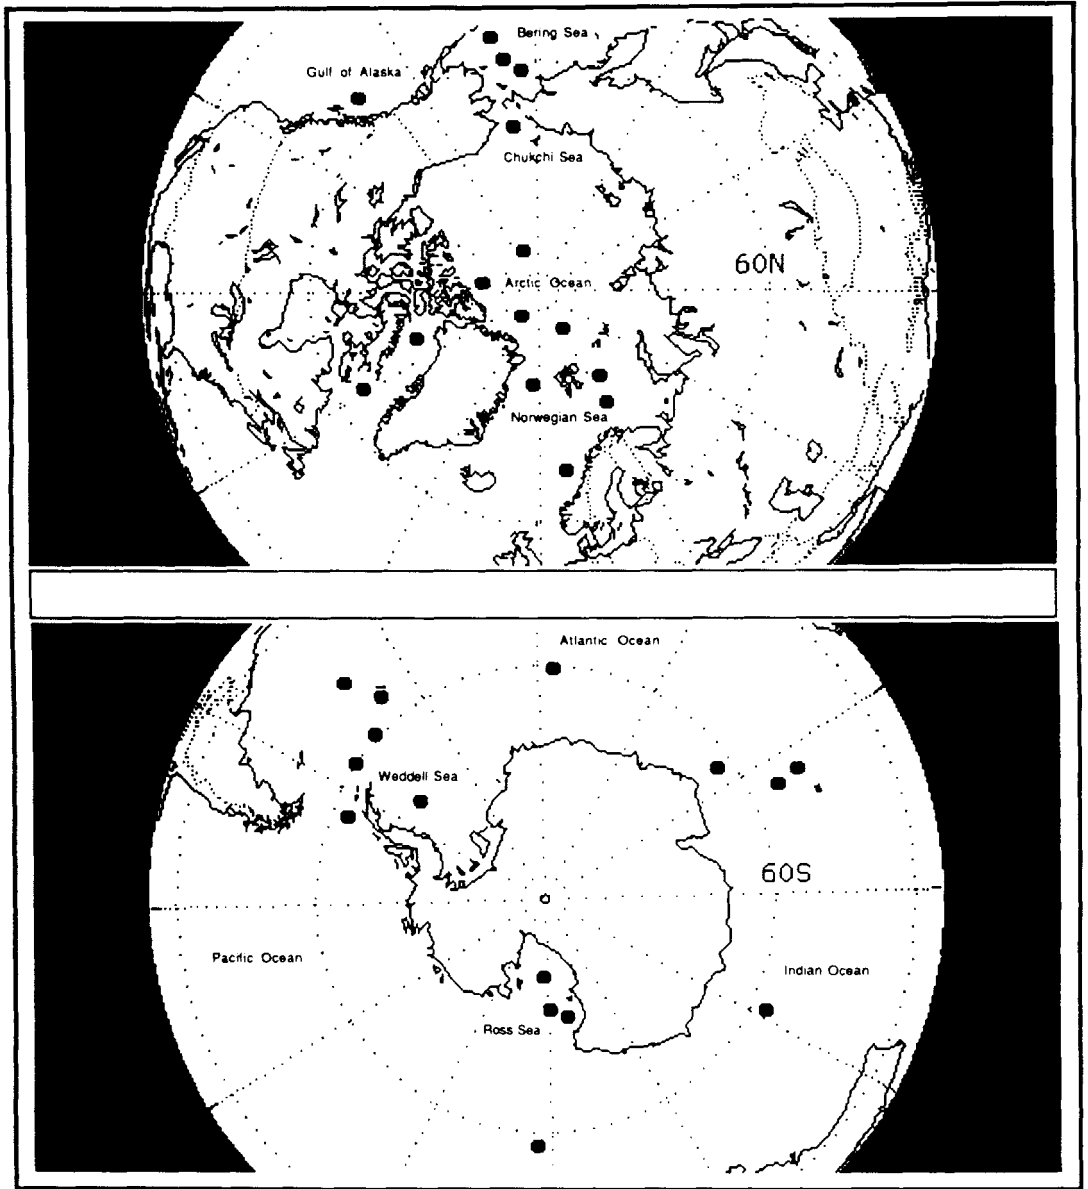 Bering Sea
Gulf of Alaska
Chukchi Sea
60N
Arctic Ocean
Norwegian Sea
Atlantic Ocean
Weddell Sea
60S
Pacific Ocean
Indian Ocean
Ross Sea